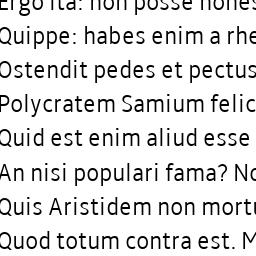 Ergo ita: non posse hones
Quippe: habes enim a rhe
Ostendit pedes et pectus
Polycratem Samium felic
Quid est enim aliud esse
An nisi populari fama? No
Quis Aristidem non mortu
Quod totum contra est. M